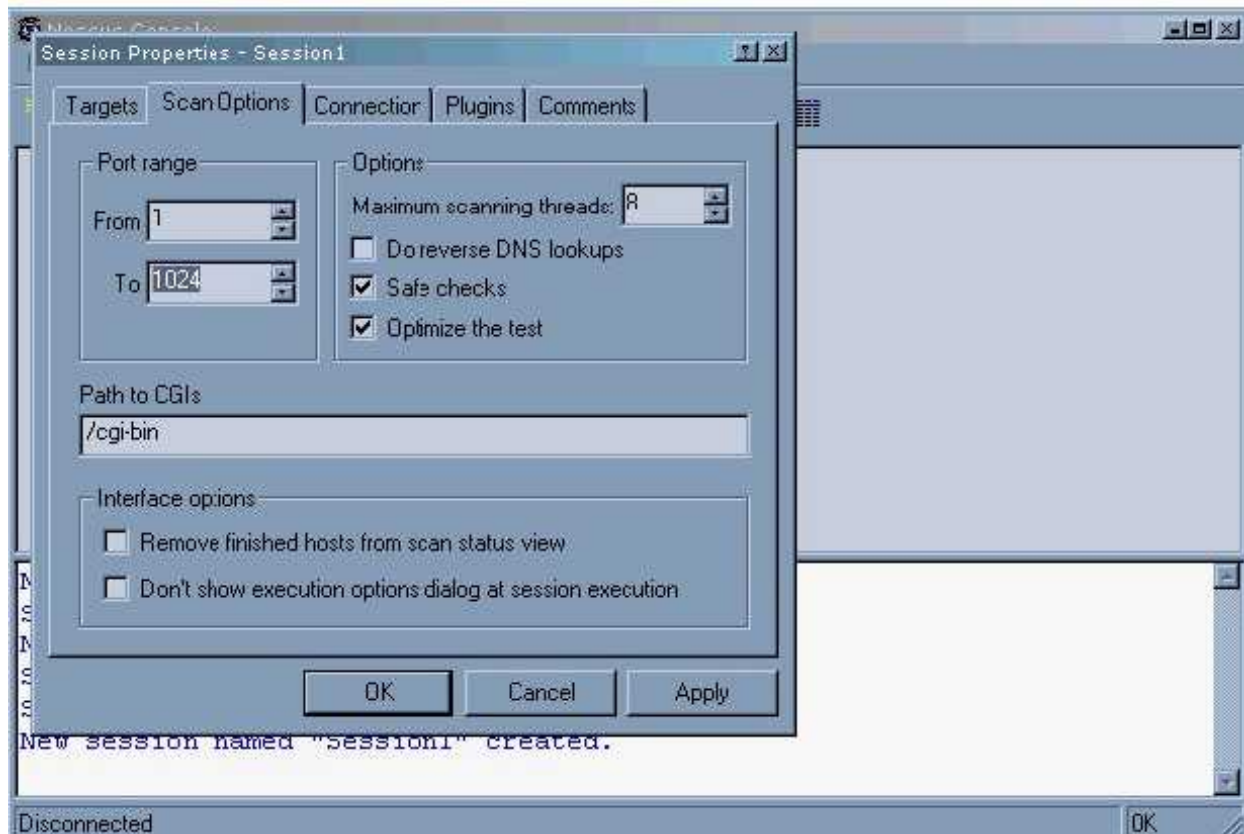 Nessus Console
Session Properties - Session1
Targets Scan Options Connection Plugins Comments
Port range
From 1
To 1024
Options
Maximum scanning threads: 8
Do reverse DNS lookups
Safe checks
Optimize the test
Path to CGIs
/cgi-bin
Interface options
Remove finished hosts from scan status view
Don't show execution options dialog at session execution
OK Cancel Apply
New session named "Session1" created.
Disconnected OK